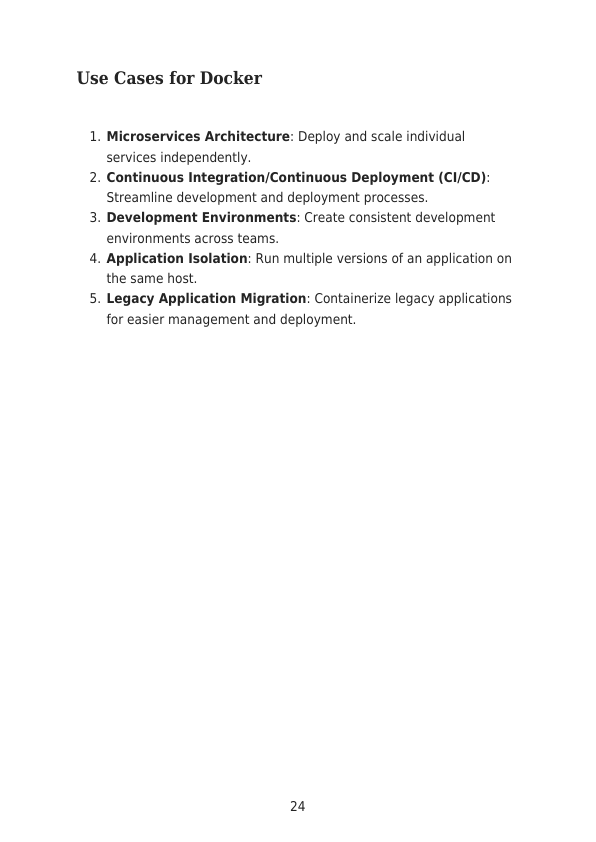 Use Cases for Docker
1. Microservices Architecture: Deploy and scale individual
services independently.
2. Continuous Integration/Continuous Deployment (CI/CD):
Streamline development and deployment processes.
3. Development Environments: Create consistent development
environments across teams.
4. Application Isolation: Run multiple versions of an application on
the same host.
5. Legacy Application Migration: Containerize legacy applications
for easier management and deployment.
24